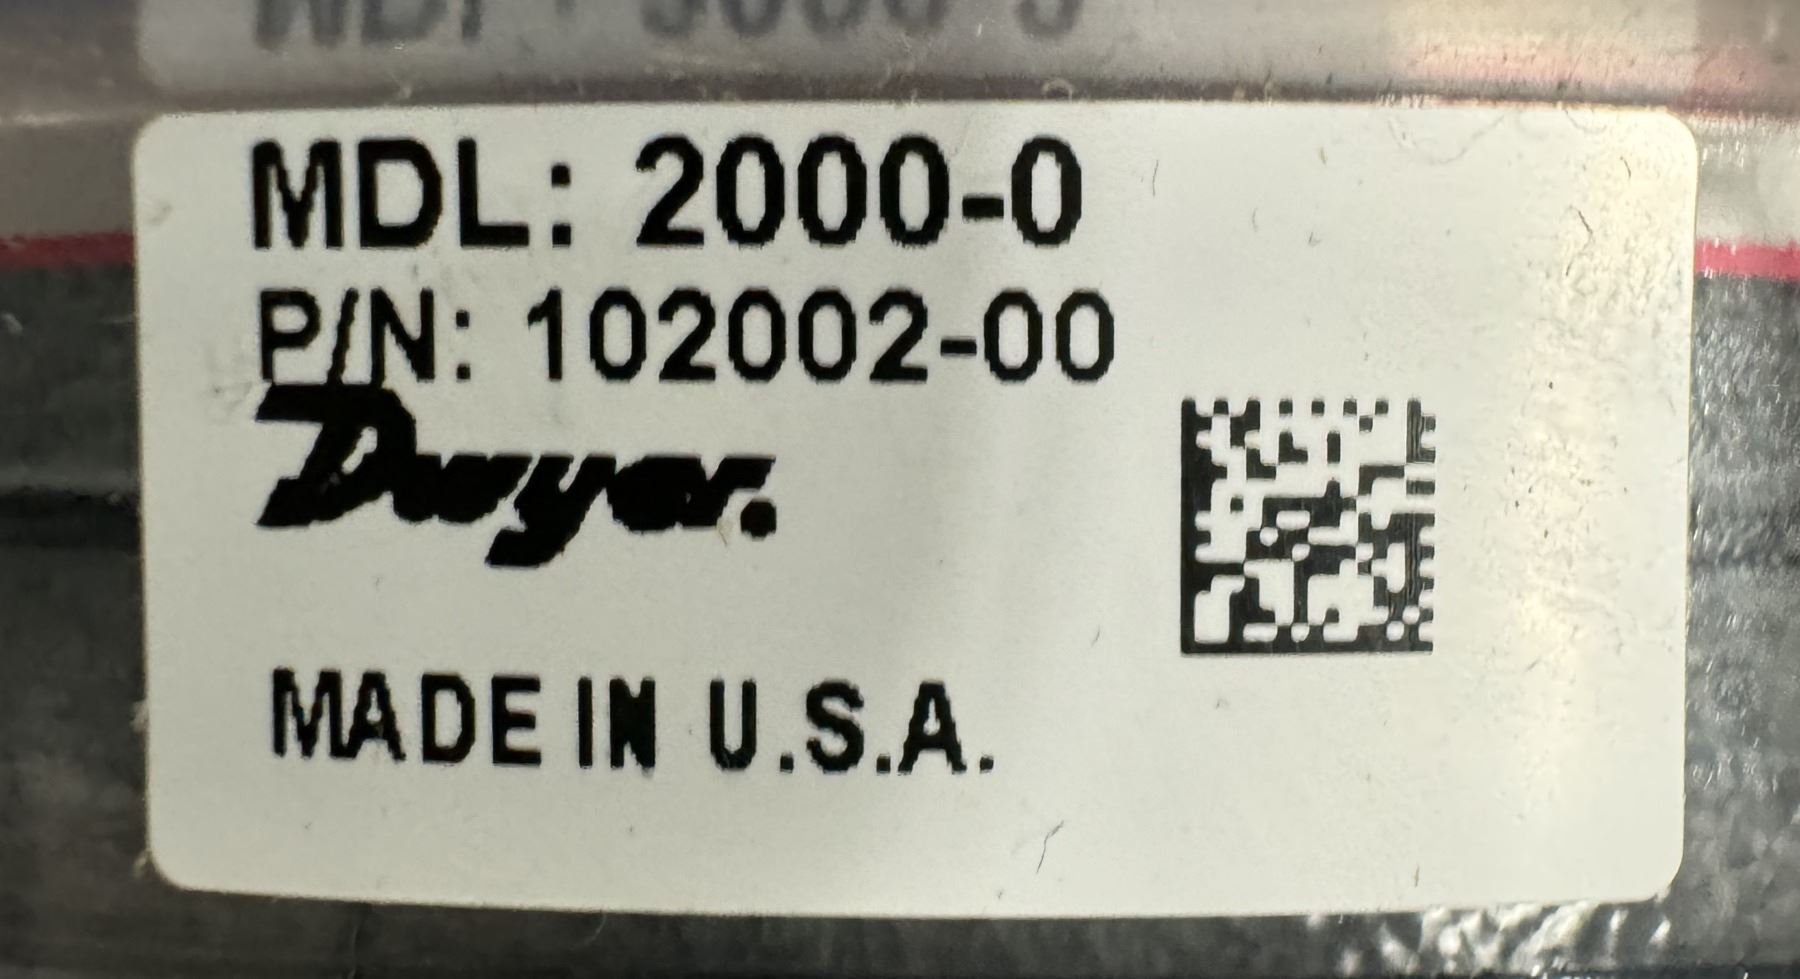 MDL: 2000-0
P/N: 102002-00
Dwyer.
MADE IN U.S.A.